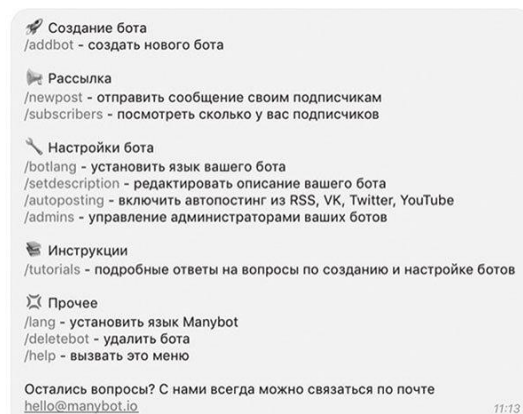 🚀 Создание бота
/addbot - создать нового бота
📢 Рассылка
/newpost - отправить сообщение своим подписчикам
/subscribers - посмотреть сколько у вас подписчиков
🔧 Настройки бота
/botlang - установить язык вашего бота
/setdescription - редактировать описание вашего бота
/autoposting - включить автопостинг из RSS, VK, Twitter, YouTube
/admins - управление администраторами ваших ботов
📚 Инструкции
/tutorials - подробные ответы на вопросы по созданию и настройке ботов
💢 Прочее
/lang - установить язык Manybot
/deletebot - удалить бота
/help - вызвать это меню
Остались вопросы? С нами всегда можно связаться по почте
hello@manybot.io
11:13